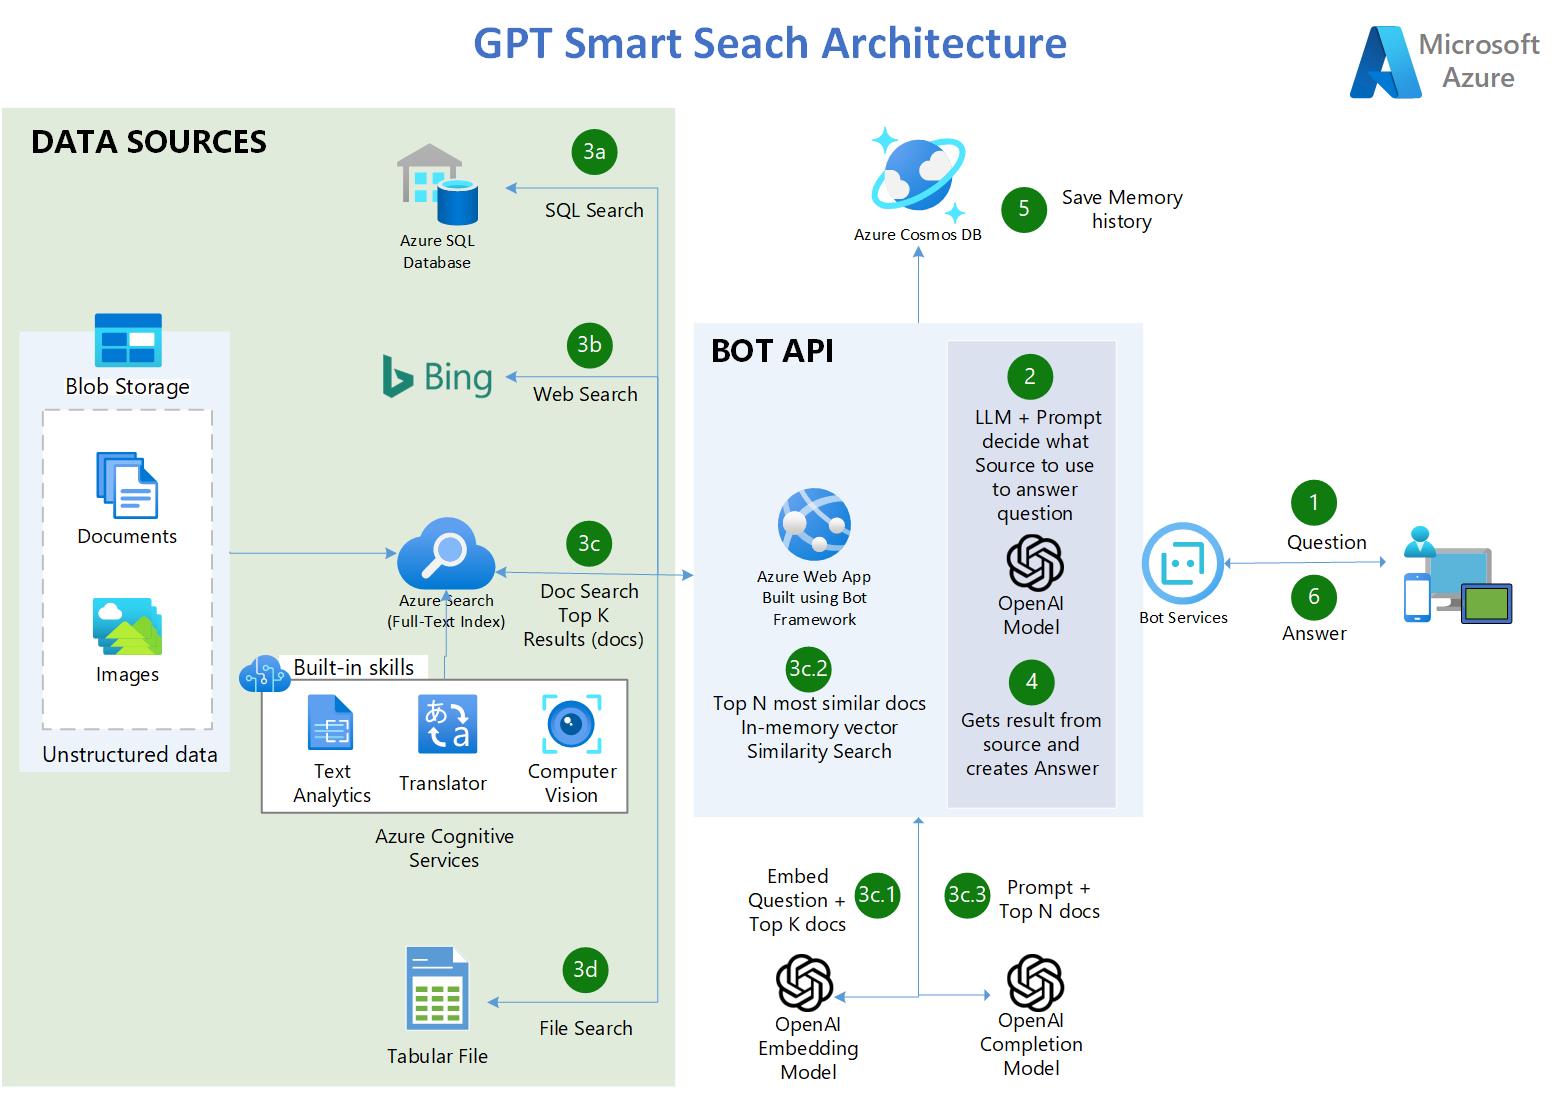 GPT Smart Seach Architecture
Microsoft
Azure
DATA SOURCES
3a
SQL Search
Azure SQL
Database
5
Save Memory
history
Azure Cosmos DB
Blob Storage
Documents
Images
Unstructured data
3b
Bing
Web Search
3c
Doc Search
Top K
Results (docs)
Azure Search
(Full-Text Index)
Built-in skills
Text
Analytics
Translator
Computer
Vision
Azure Cognitive
Services
3d
File Search
Tabular File
BOT API
2
LLM + Prompt
decide what
Source to use
to answer
question
OpenAI
Model
Azure Web App
Built using Bot
Framework
3c.2
Top N most similar docs
In-memory vector
Similarity Search
4
Gets result from
source and
creates Answer
Bot Services
1
Question
6
Answer
Embed
Question +
Top K docs
3c.1
3c.3
Prompt +
Top N docs
OpenAI
Embedding
Model
OpenAI
Completion
Model